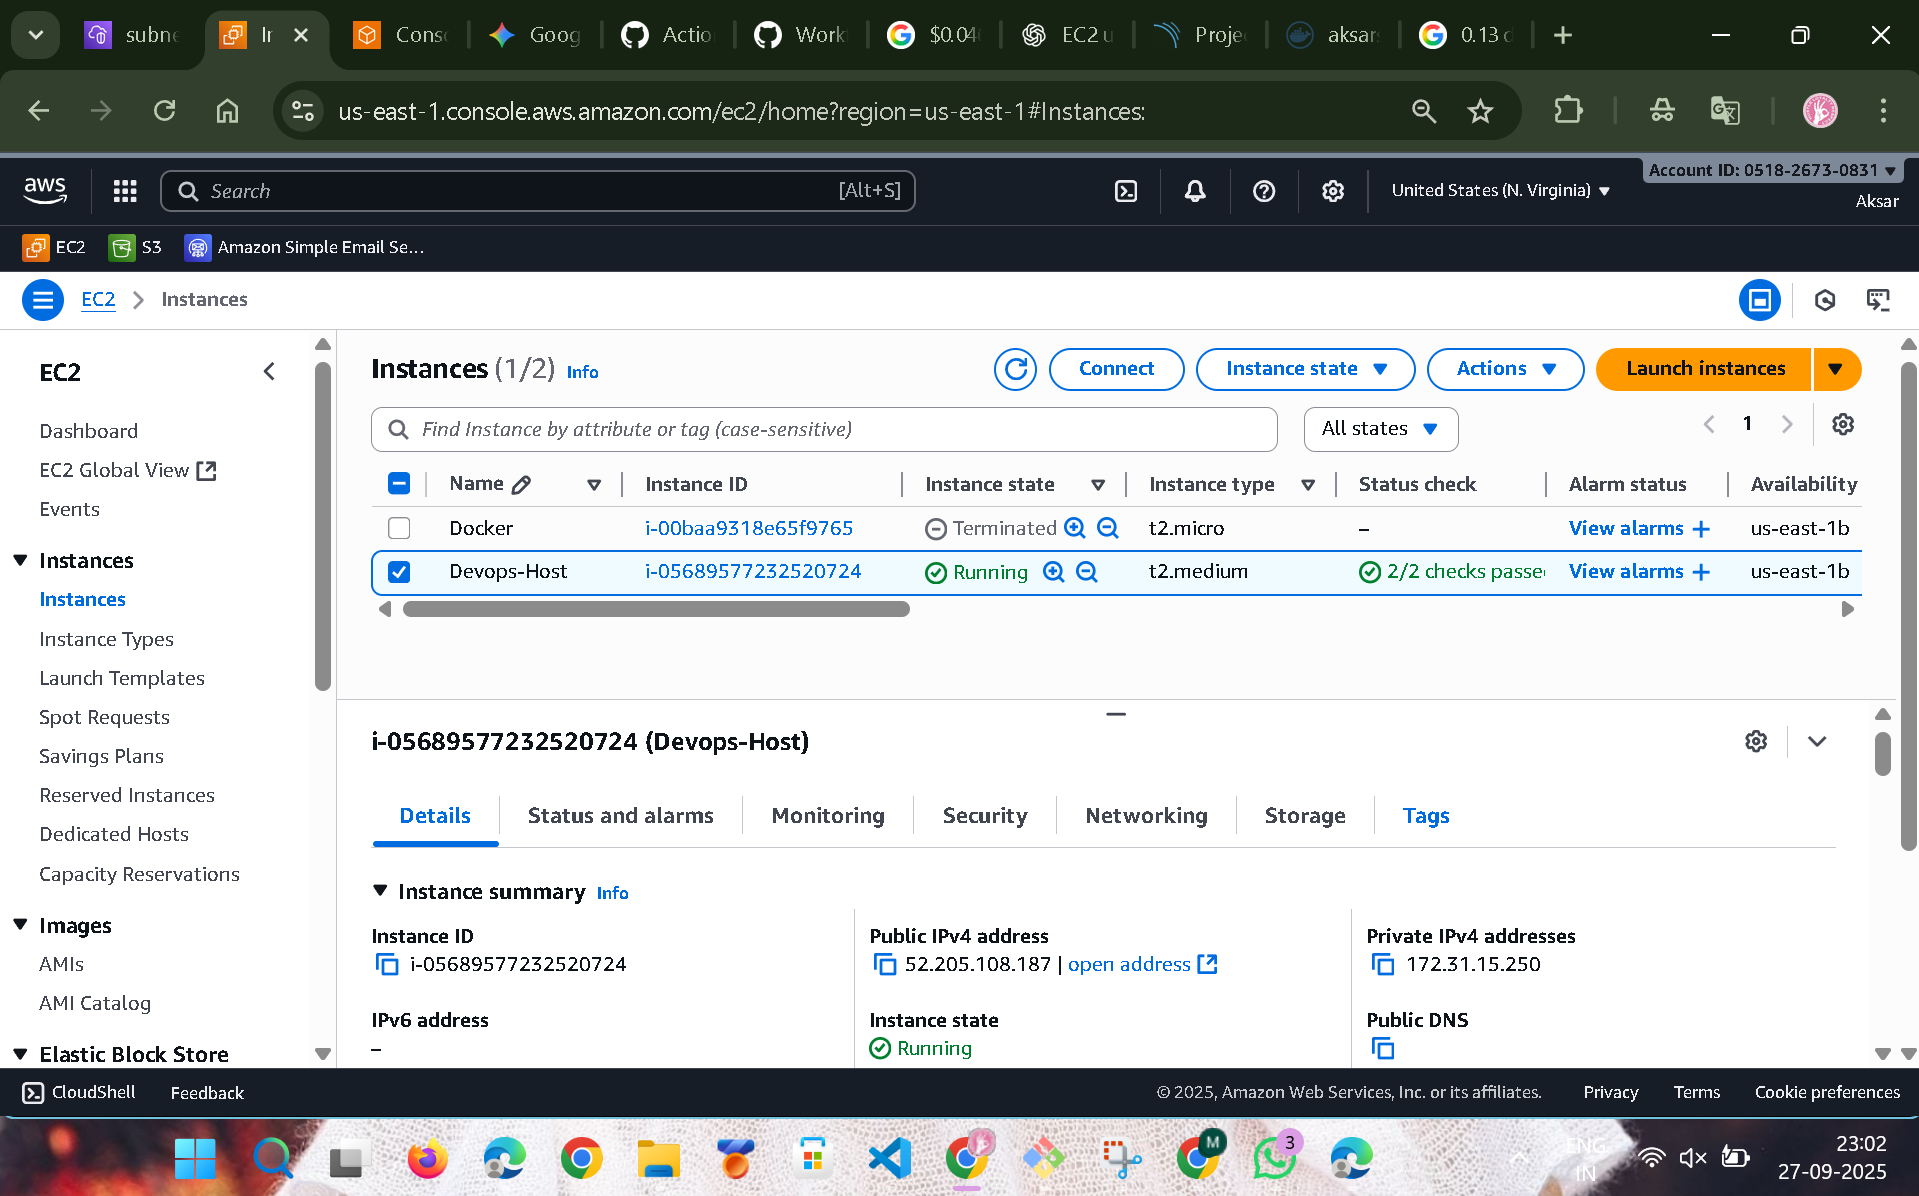 subne
In
Conso
Goog
Actio
Work
$0.04
EC2 u
Proje
aksar
0.13 d
us-east-1.console.aws.amazon.com/ec2/home?region=us-east-1#Instances:
aws
Search
[Alt+S]
United States (N. Virginia)
Account ID: 0518-2673-0831
Aksar
EC2
S3
Amazon Simple Email Se...
EC2
Instances
EC2
Dashboard
EC2 Global View
Events
Instances
Instances
Instance Types
Launch Templates
Spot Requests
Savings Plans
Reserved Instances
Dedicated Hosts
Capacity Reservations
Images
AMIs
AMI Catalog
Elastic Block Store
Instances (1/2) Info
Connect
Instance state
Actions
Launch instances
Find Instance by attribute or tag (case-sensitive)
All states
1
Name Instance ID Instance state Instance type Status check Alarm status Availability
Docker i-00baa9318e65f9765 Terminated t2.micro – View alarms + us-east-1b
Devops-Host i-05689577232520724 Running t2.medium 2/2 checks passe View alarms + us-east-1b
i-05689577232520724 (Devops-Host)
Details Status and alarms Monitoring Security Networking Storage Tags
Instance summary Info
Instance ID
i-05689577232520724
Public IPv4 address
52.205.108.187 | open address
Private IPv4 addresses
172.31.15.250
IPv6 address
–
Instance state
Running
Public DNS
CloudShell Feedback
© 2025, Amazon Web Services, Inc. or its affiliates. Privacy Terms Cookie preferences
M
3
ENG
IN
23:02
27-09-2025